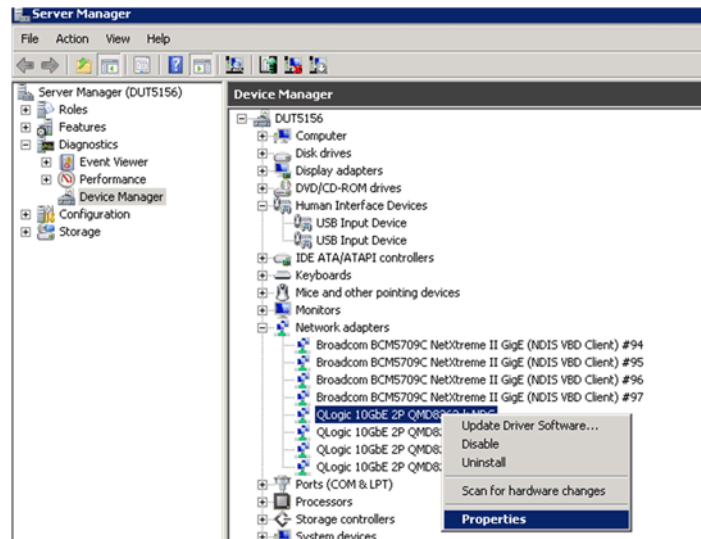 Server Manager
File Action View Help
Server Manager (DUT5156)
Roles
Features
Diagnostics
Event Viewer
Performance
Device Manager
Configuration
Storage
Device Manager
DUT5156
Computer
Disk drives
Display adapters
DVD/CD-ROM drives
Human Interface Devices
USB Input Device
USB Input Device
IDE ATA/ATAPI controllers
Keyboards
Mice and other pointing devices
Monitors
Network adapters
Broadcom BCM5709C NetXtreme II GigE (NDIS VBD Client) #94
Broadcom BCM5709C NetXtreme II GigE (NDIS VBD Client) #95
Broadcom BCM5709C NetXtreme II GigE (NDIS VBD Client) #96
Broadcom BCM5709C NetXtreme II GigE (NDIS VBD Client) #97
QLogic 10GbE 2P
QLogic 10GbE 2P
QLogic 10GbE 2P
QLogic 10GbE 2P
Ports (COM & LPT)
Processors
Storage controllers
System devices
Update Driver Software...
Disable
Uninstall
Scan for hardware changes
Properties